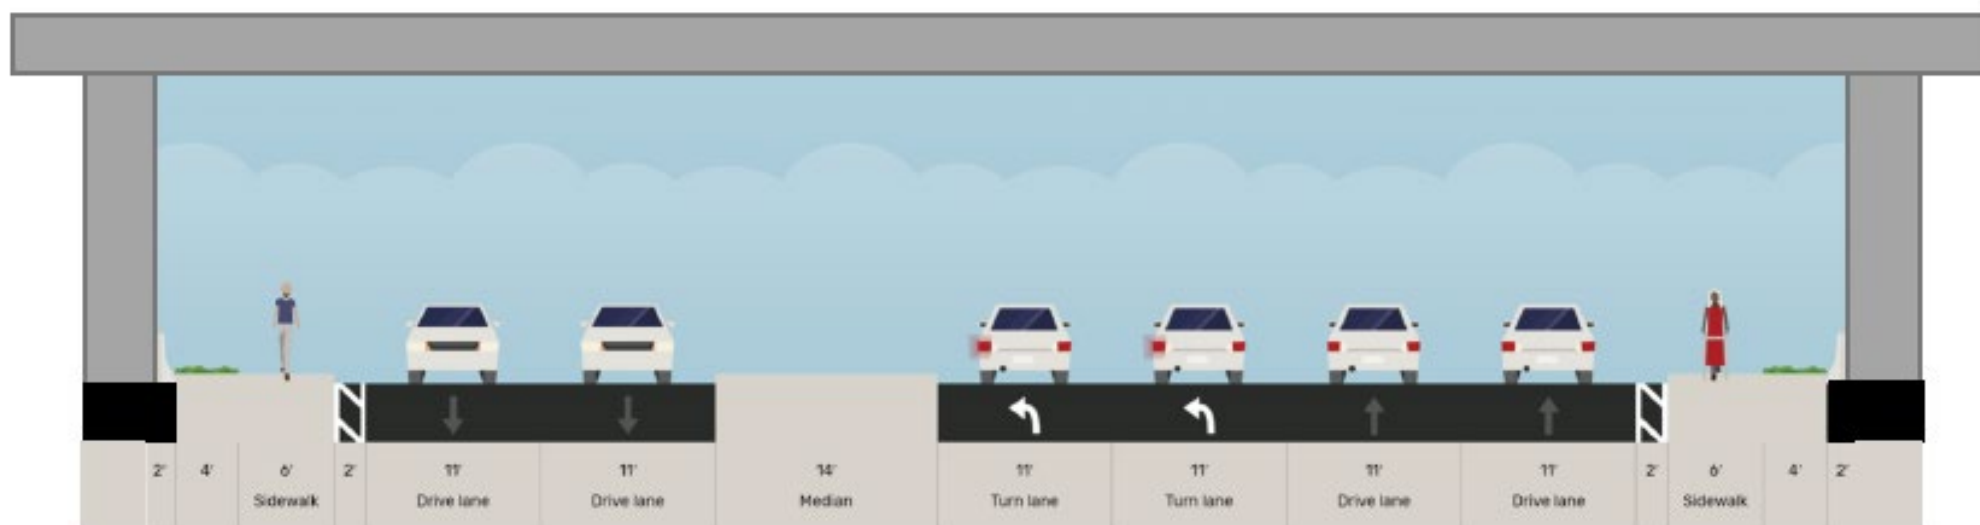 2' 4' 6' 2' 11' 11' 14' 11' 11' 11' 11' 2' 6' 4' 2'
Sidewalk Drive lane Drive lane Median Turn lane Turn lane Drive lane Drive lane Sidewalk